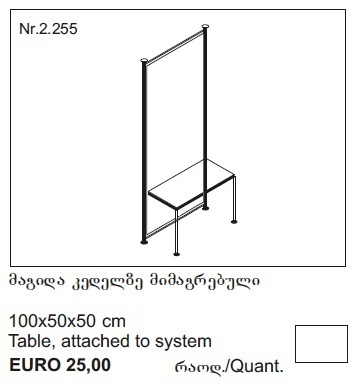 Nr.2.255
მაგიდა კედელზე მიმაგრებული
100x50x50 cm
Table, attached to system
EURO 25,00
რაოდ./Quant.